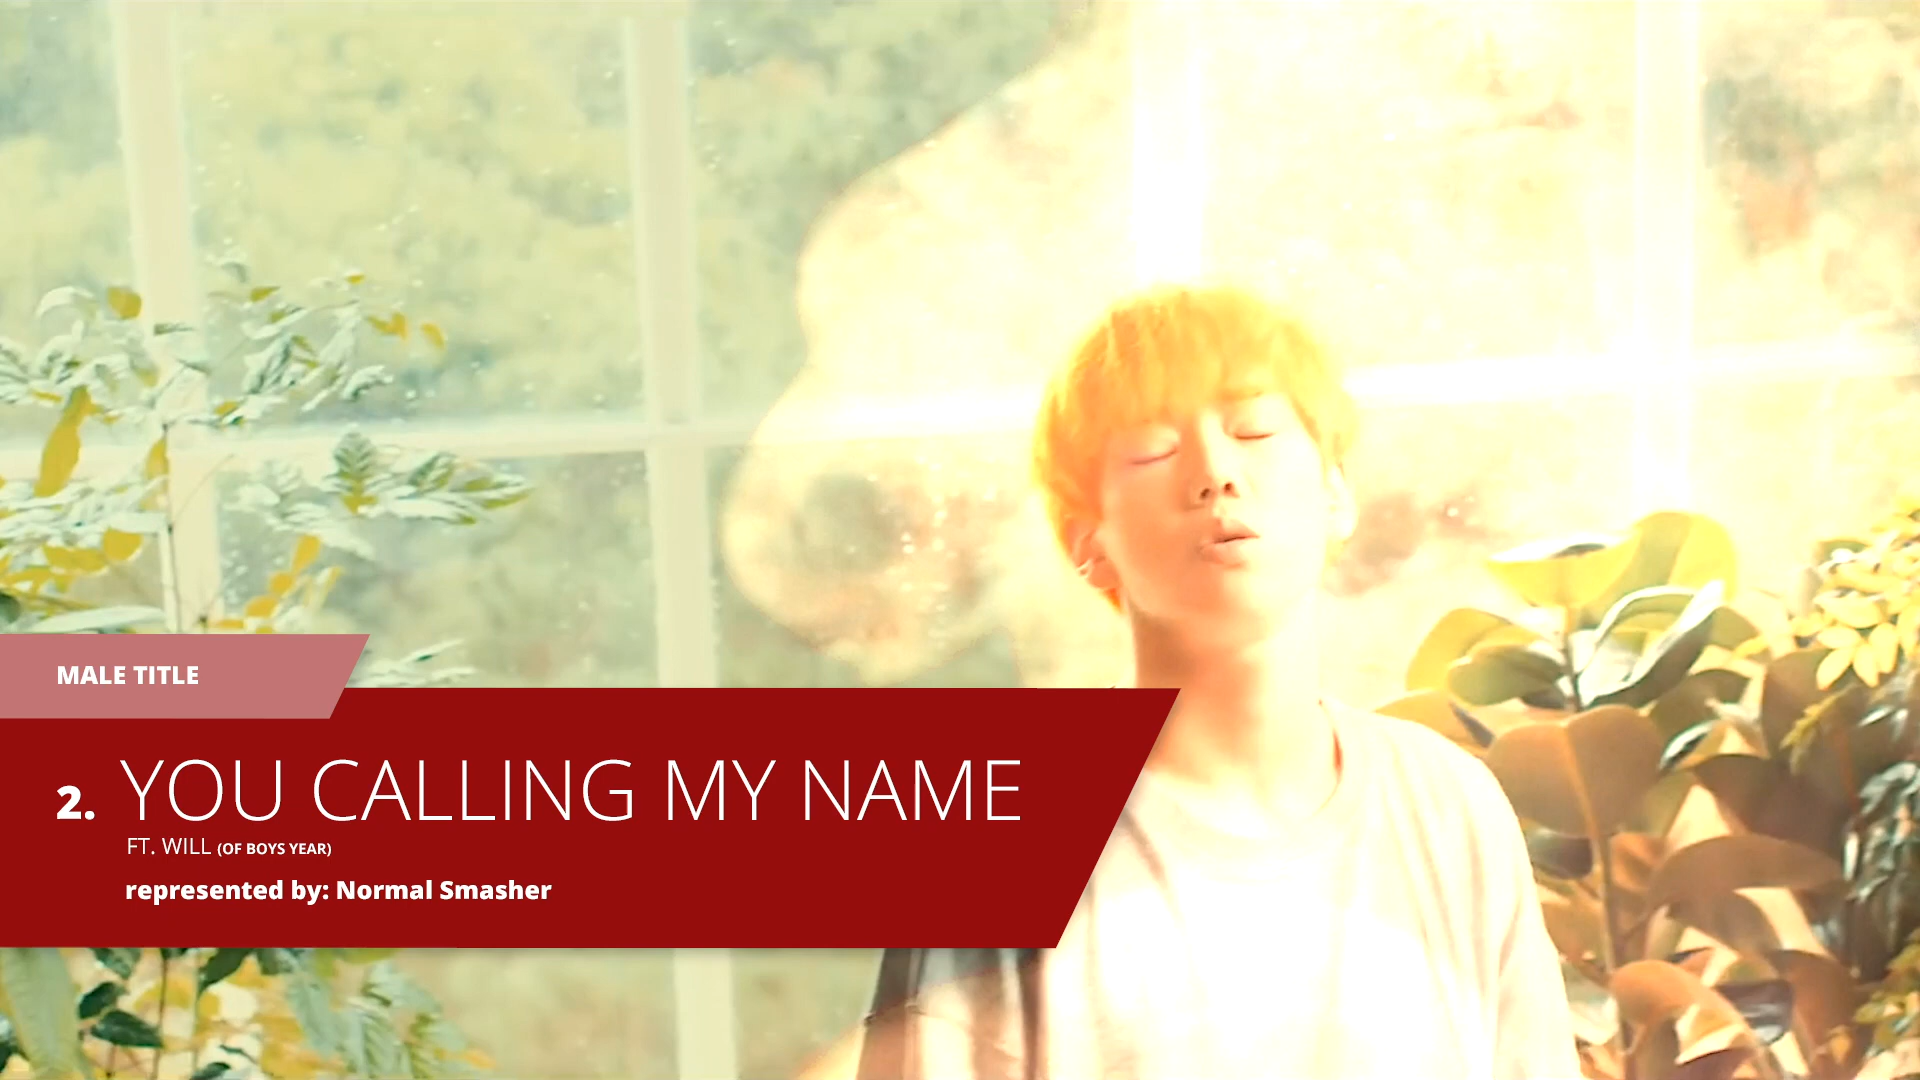 MALE TITLE
2. YOU CALLING MY NAME
FT. WILL (OF BOYS YEAR)
represented by: Normal Smasher